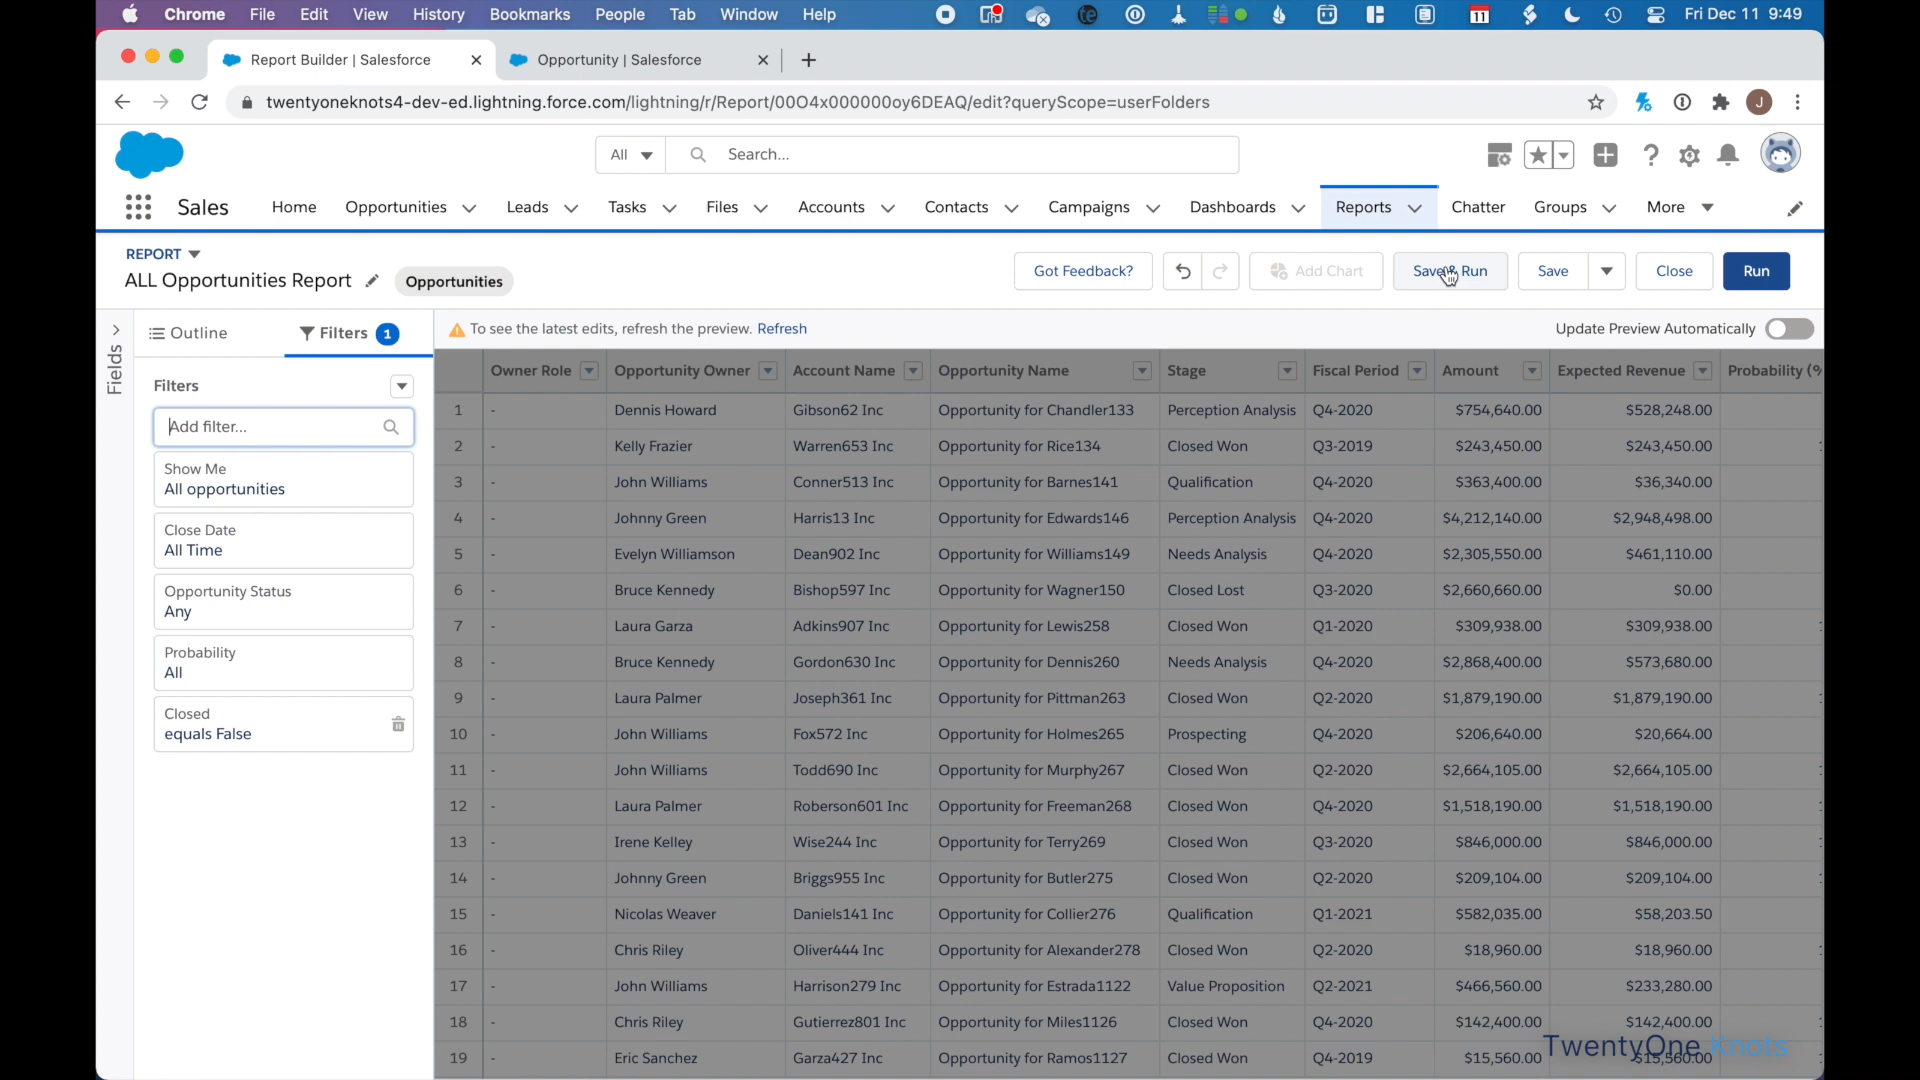 Chrome File Edit View History Bookmarks People Tab Window Help 11 Fri Dec 11 9:49
Report Builder | Salesforce Opportunity | Salesforce
twentyoneknots4-dev-ed.lightning.force.com/lightning/r/Report/00O4x000000oy6DEAQ/edit?queryScope=userFolders J
All Search...
Sales Home Opportunities Leads Tasks Files Accounts Contacts Campaigns Dashboards Reports Chatter Groups More
REPORT
ALL Opportunities Report Opportunities
Got Feedback? Add Chart Save & Run Save Close Run
Fields
Outline Filters 1
To see the latest edits, refresh the preview. Refresh Update Preview Automatically
Filters
Add filter...
Show Me
All opportunities
Close Date
All Time
Opportunity Status
Any
Probability
All
Closed
equals False
Owner Role Opportunity Owner Account Name Opportunity Name Stage Fiscal Period Amount Expected Revenue Probability (%
1 - Dennis Howard Gibson62 Inc Opportunity for Chandler133 Perception Analysis Q4-2020 $754,640.00 $528,248.00
2 - Kelly Frazier Warren653 Inc Opportunity for Rice134 Closed Won Q3-2019 $243,450.00 $243,450.00
3 - John Williams Conner513 Inc Opportunity for Barnes141 Qualification Q4-2020 $363,400.00 $36,340.00
4 - Johnny Green Harris13 Inc Opportunity for Edwards146 Perception Analysis Q4-2020 $4,212,140.00 $2,948,498.00
5 - Evelyn Williamson Dean902 Inc Opportunity for Williams149 Needs Analysis Q4-2020 $2,305,550.00 $461,110.00
6 - Bruce Kennedy Bishop597 Inc Opportunity for Wagner150 Closed Lost Q3-2020 $2,660,660.00 $0.00
7 - Laura Garza Adkins907 Inc Opportunity for Lewis258 Closed Won Q1-2020 $309,938.00 $309,938.00
8 - Bruce Kennedy Gordon630 Inc Opportunity for Dennis260 Needs Analysis Q4-2020 $2,868,400.00 $573,680.00
9 - Laura Palmer Joseph361 Inc Opportunity for Pittman263 Closed Won Q2-2020 $1,879,190.00 $1,879,190.00
10 - John Williams Fox572 Inc Opportunity for Holmes265 Prospecting Q4-2020 $206,640.00 $20,664.00
11 - John Williams Todd690 Inc Opportunity for Murphy267 Closed Won Q2-2020 $2,664,105.00 $2,664,105.00
12 - Laura Palmer Roberson601 Inc Opportunity for Freeman268 Closed Won Q4-2020 $1,518,190.00 $1,518,190.00
13 - Irene Kelley Wise244 Inc Opportunity for Terry269 Closed Won Q3-2020 $846,000.00 $846,000.00
14 - Johnny Green Briggs955 Inc Opportunity for Butler275 Closed Won Q2-2020 $209,104.00 $209,104.00
15 - Nicolas Weaver Daniels141 Inc Opportunity for Collier276 Qualification Q1-2021 $582,035.00 $58,203.50
16 - Chris Riley Oliver444 Inc Opportunity for Alexander278 Closed Won Q2-2020 $18,960.00 $18,960.00
17 - John Williams Harrison279 Inc Opportunity for Estrada1122 Value Proposition Q2-2021 $466,560.00 $233,280.00
18 - Chris Riley Gutierrez801 Inc Opportunity for Miles1126 Closed Won Q4-2020 $142,400.00 $142,400.00
19 - Eric Sanchez Garza427 Inc Opportunity for Ramos1127 Closed Won Q4-2019 $15,560.00 $15,560.00
TwentyOne Knots